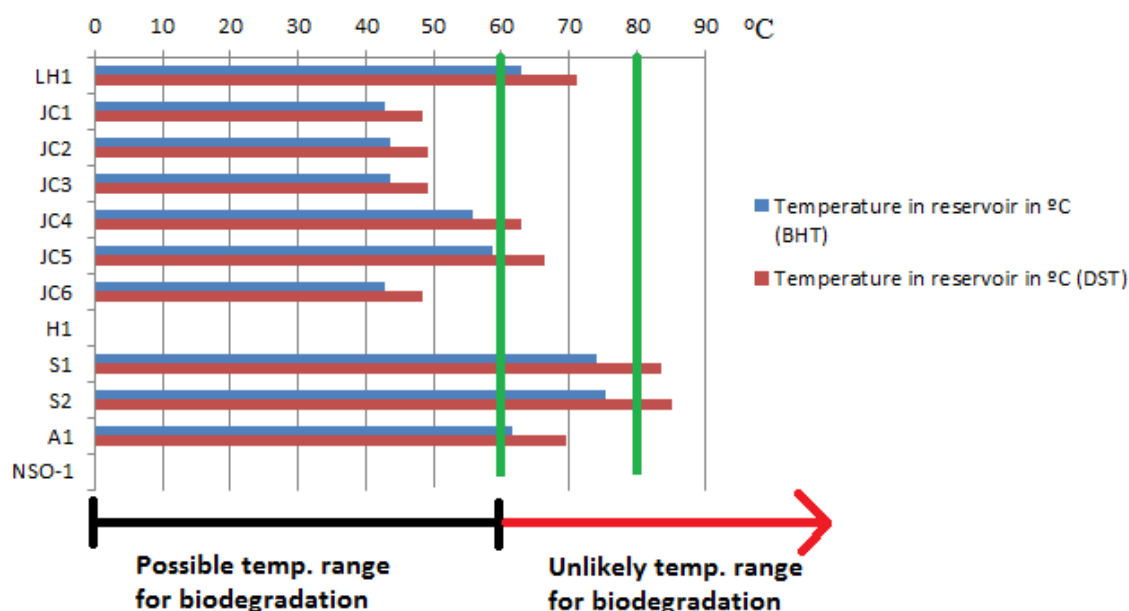 0 10 20 30 40 50 60 70 80 90 ºC
LH1
JC1
JC2
JC3
JC4
JC5
JC6
H1
S1
S2
A1
NSO-1
Temperature in reservoir in ºC
(BHT)
Temperature in reservoir in ºC (DST)
Possible temp. range
for biodegradation
Unlikely temp. range
for biodegradation